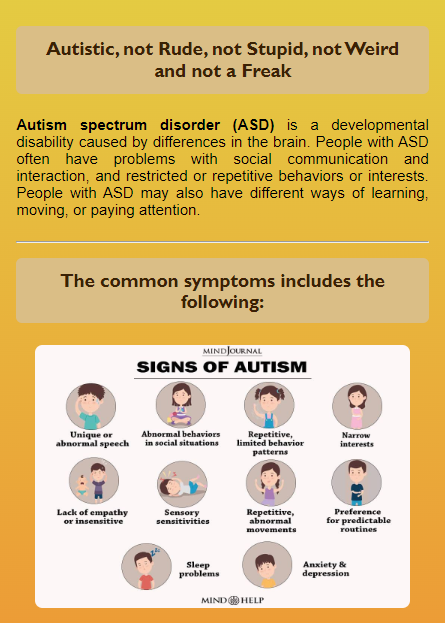 Autistic, not Rude, not Stupid, not Weird
and not a Freak
Autism spectrum disorder (ASD) is a developmental
disability caused by differences in the brain. People with ASD
often have problems with social communication and
interaction, and restricted or repetitive behaviors or interests.
People with ASD may also have different ways of learning,
moving, or paying attention.
The common symptoms includes the
following:
MINDJOURNAL
SIGNS OF AUTISM
Unique or
abnormal speech
Abnormal behaviors
in social situations
Repetitive,
limited behavior
patterns
Narrow
interests
Lack of empathy
or insensitive
Sensory
sensitivities
Repetitive,
abnormal
movements
Preference
for predictable
routines
Sleep
problems
Anxiety &
depression
MIND HELP